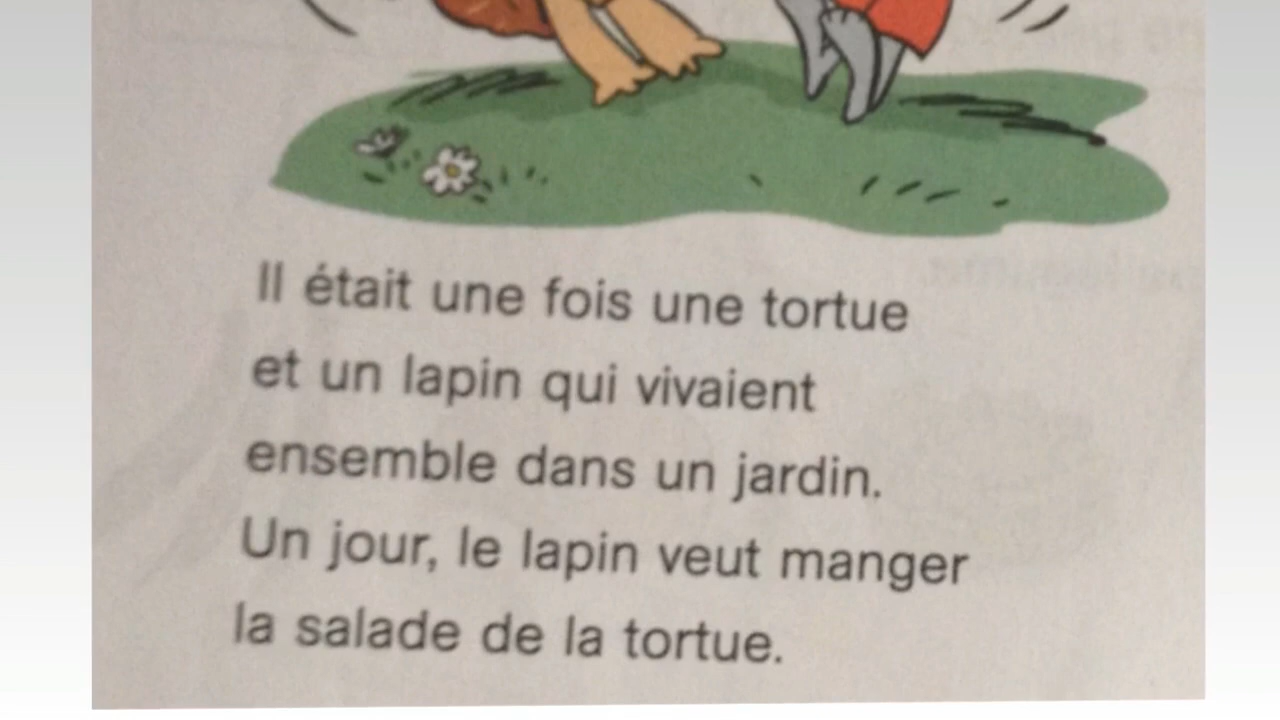 Il était une fois une tortue
et un lapin qui vivaient
ensemble dans un jardin.
Un jour, le lapin veut manger
la salade de la tortue.